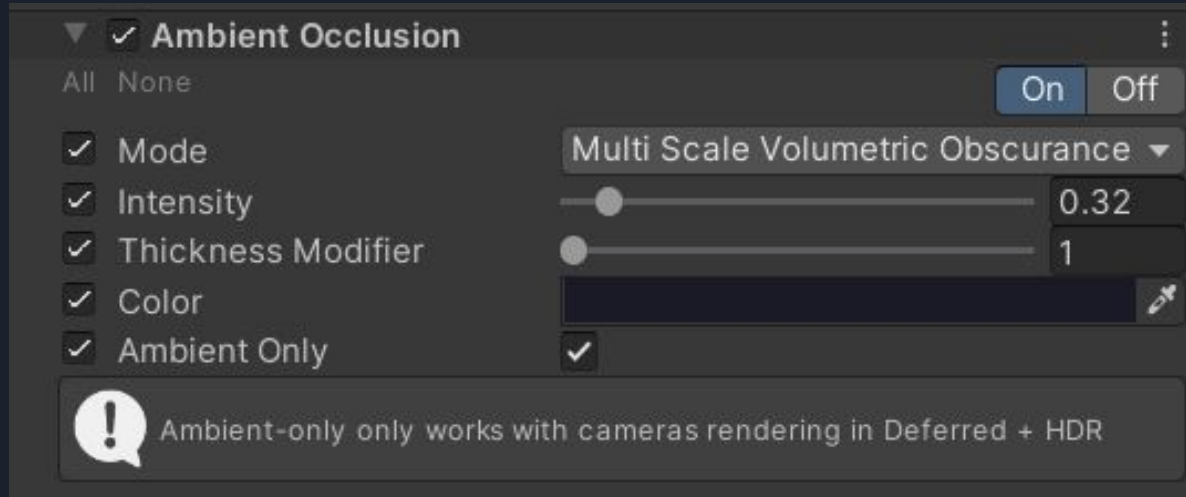 Ambient Occlusion
All None
On Off
Mode Multi Scale Volumetric Obscurance
Intensity 0.32
Thickness Modifier 1
Color
Ambient Only
Ambient-only only works with cameras rendering in Deferred + HDR